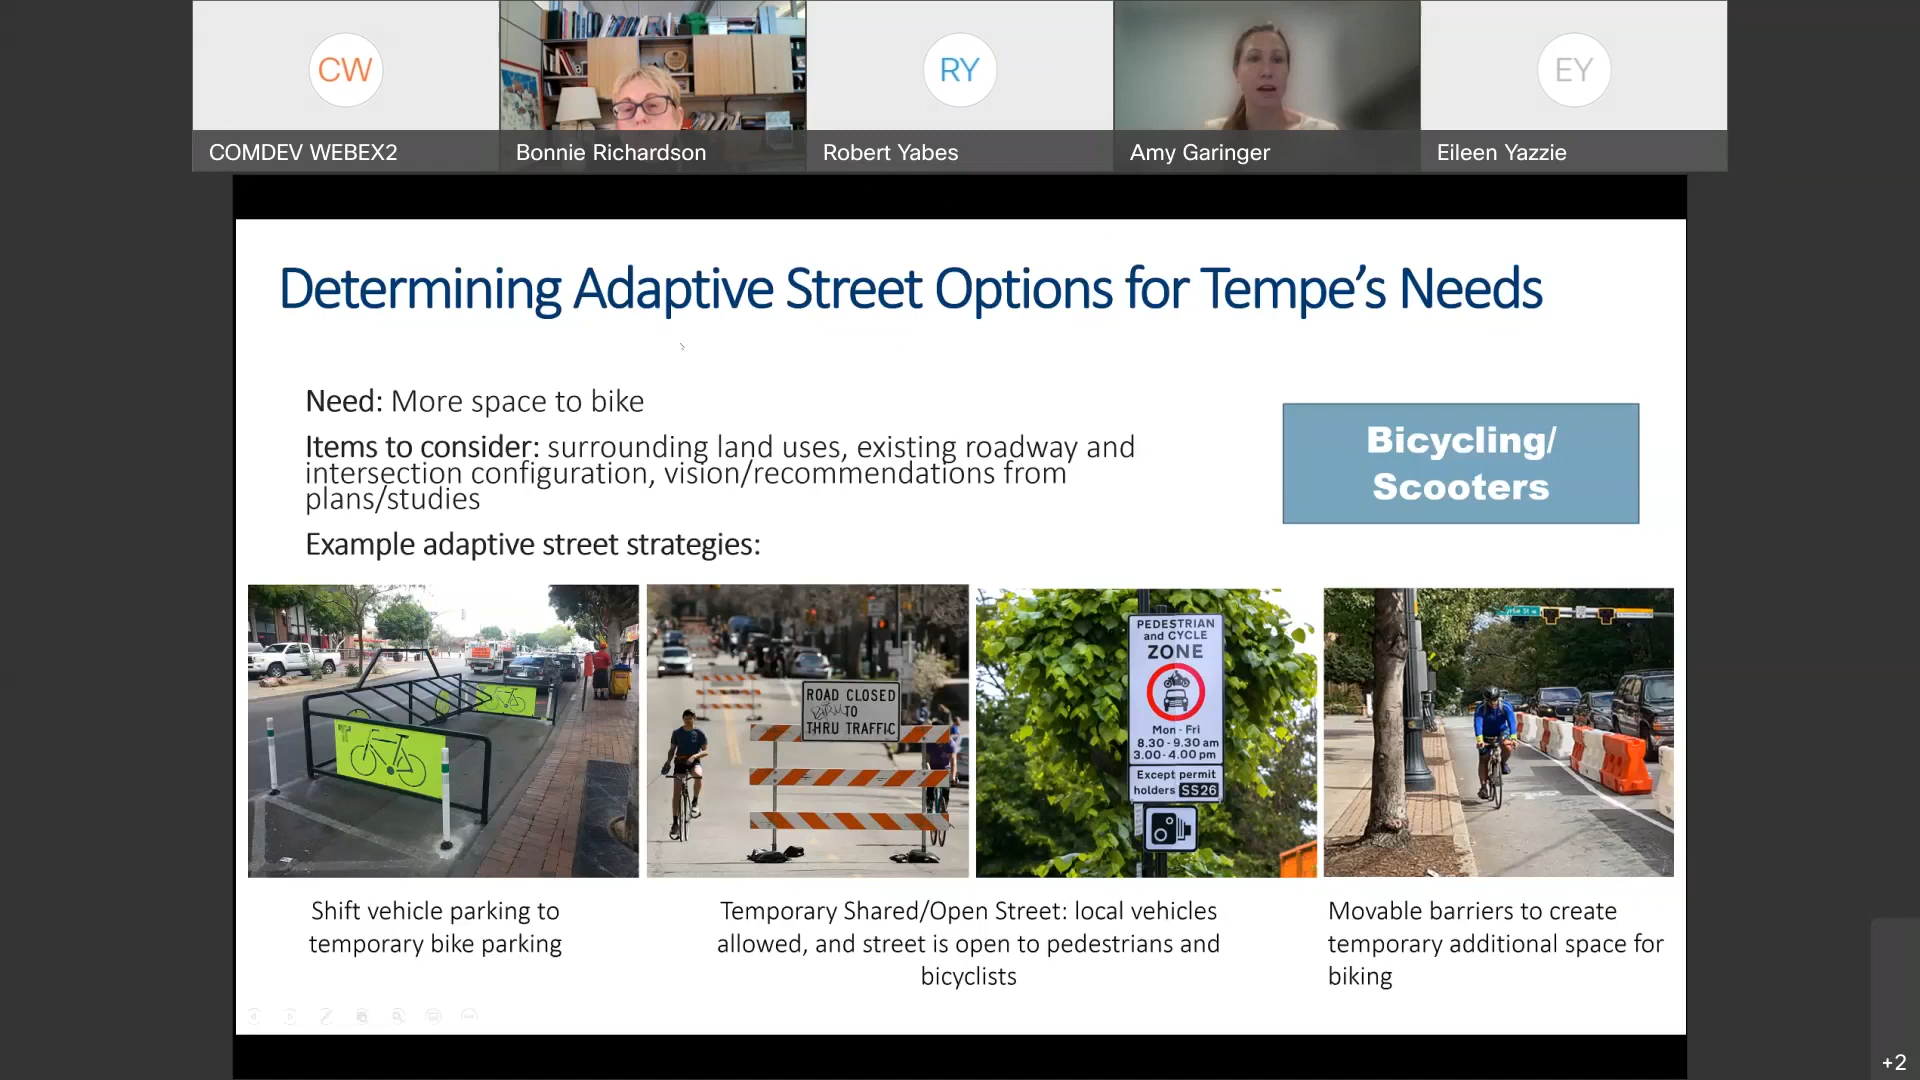 CW
RY
EY
COMDEV WEBEX2
Bonnie Richardson
Robert Yabes
Amy Garinger
Eileen Yazzie
Determining Adaptive Street Options for Tempe’s Needs
Need: More space to bike
Items to consider: surrounding land uses, existing roadway and
intersection configuration, vision/recommendations from
plans/studies
Example adaptive street strategies:
Bicycling/
Scooters
ROAD CLOSED
TO
THRU TRAFFIC
PEDESTRIAN
and CYCLE
ZONE
Mon - Fri
8.30 - 9.30 am
3.00 - 4.00 pm
Except permit
holders SS26
Shift vehicle parking to
temporary bike parking
Temporary Shared/Open Street: local vehicles
allowed, and street is open to pedestrians and
bicyclists
Movable barriers to create
temporary additional space for
biking
+2